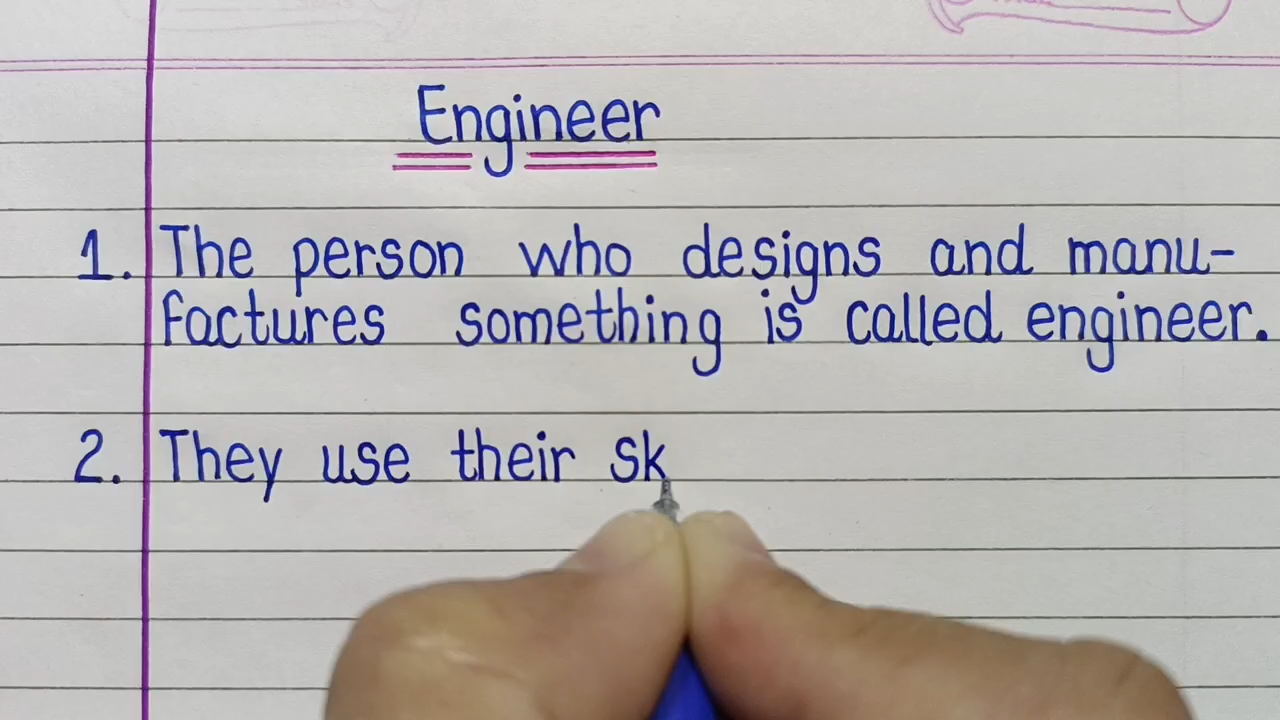 Engineer
1. The person who designs and manu-
factures something is called engineer.
2. They use their sk